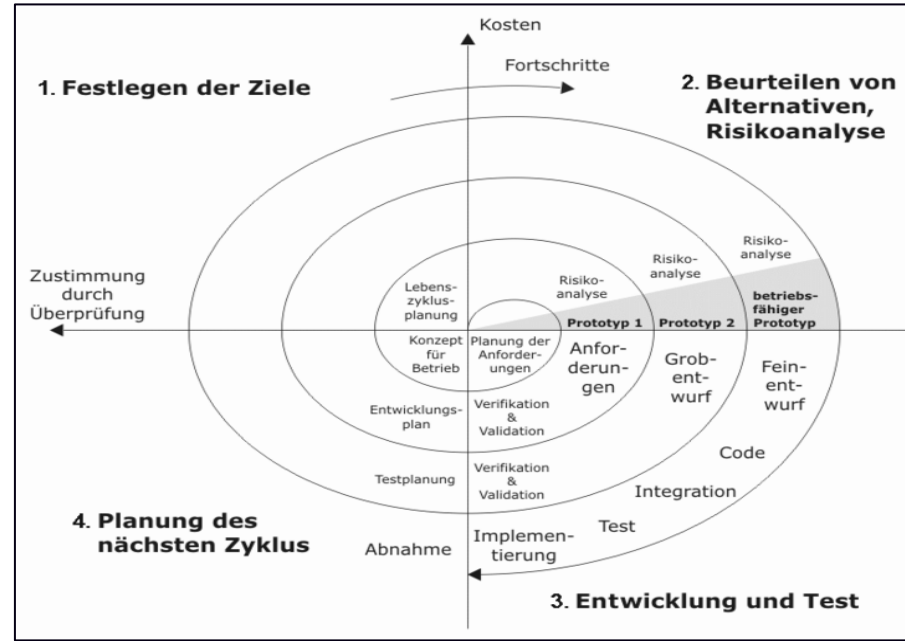 Kosten
Fortschritte
1. Festlegen der Ziele
2. Beurteilen von
Alternativen,
Risikoanalyse
Zustimmung
durch
Überprüfung
Lebens-
zyklus-
planung
Risiko-
analyse
Risiko-
analyse
Risiko-
analyse
Prototyp 1
Prototyp 2
betriebs-
fähiger
Prototyp
Konzept
für
Betrieb
Planung der
Anforder-
ungen
Anfor-
derun-
gen
Grob-
ent-
wurf
Fein-
ent-
wurf
Entwicklungs-
plan
Verifikation
&
Validation
Code
Testplanung
Verifikation
&
Validation
Integration
Test
Implemen-
tierung
Abnahme
4. Planung des
nächsten Zyklus
3. Entwicklung und Test